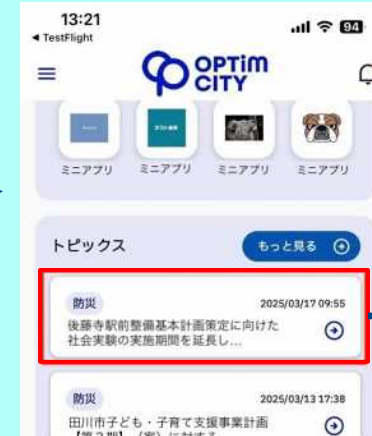 13:21
94
◀ TestFlight
OPTiM
CITY
ミニアプリ
ミニアプリ
ミニアプリ
ミニアプリ
トピックス
もっと見る
防災
2025/03/17 09:55
後藤寺駅前整備基本計画策定に向けた
社会実験の実施期間を延長し...
防災
2025/03/13 17:38
田川市子ども・子育て支援事業計画